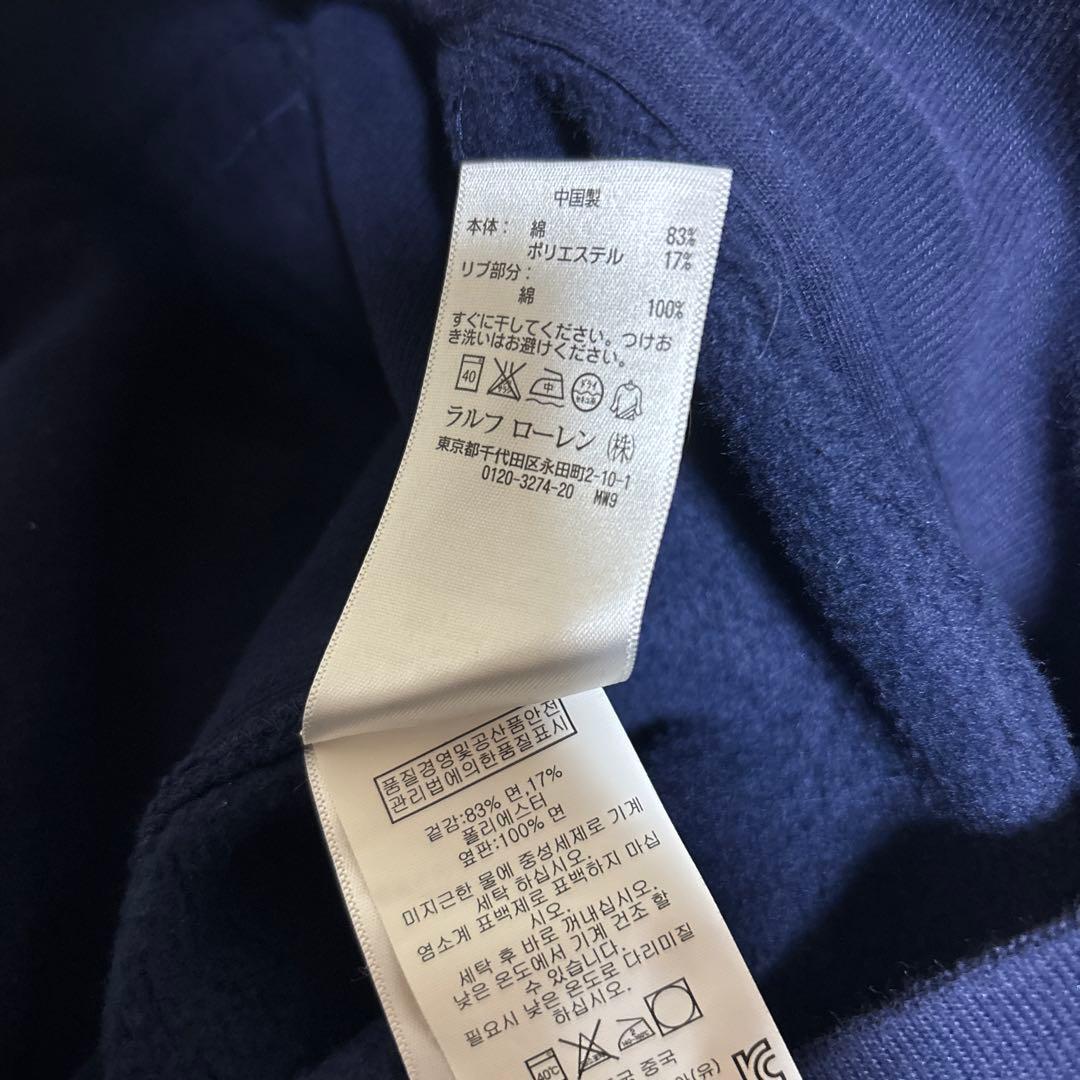 中国製
本体： 綿 83%
ポリエステル 17%
リブ部分：
綿 100%
すぐに干してください。つけお
き洗いはお避けください。
40 中 ドライ
ラルフ ローレン (株)
東京都千代田区永田町2-10-1
0120-3274-20 MW9
품질경영및공산품안전
관리법에의한품질표시
겉감:83% 면,17%
폴리에스터
옆판:100% 면
미지근한 물에 중성세제로 기계
세탁 하십시오.
염소계 표백제로 표백하지 마십
시오.
세탁 후 바로 꺼내십시오.
낮은 온도에서 기계 건조 할
수 있습니다.
필요시 낮은 온도로 다리미질
하십시오.
40℃
중국